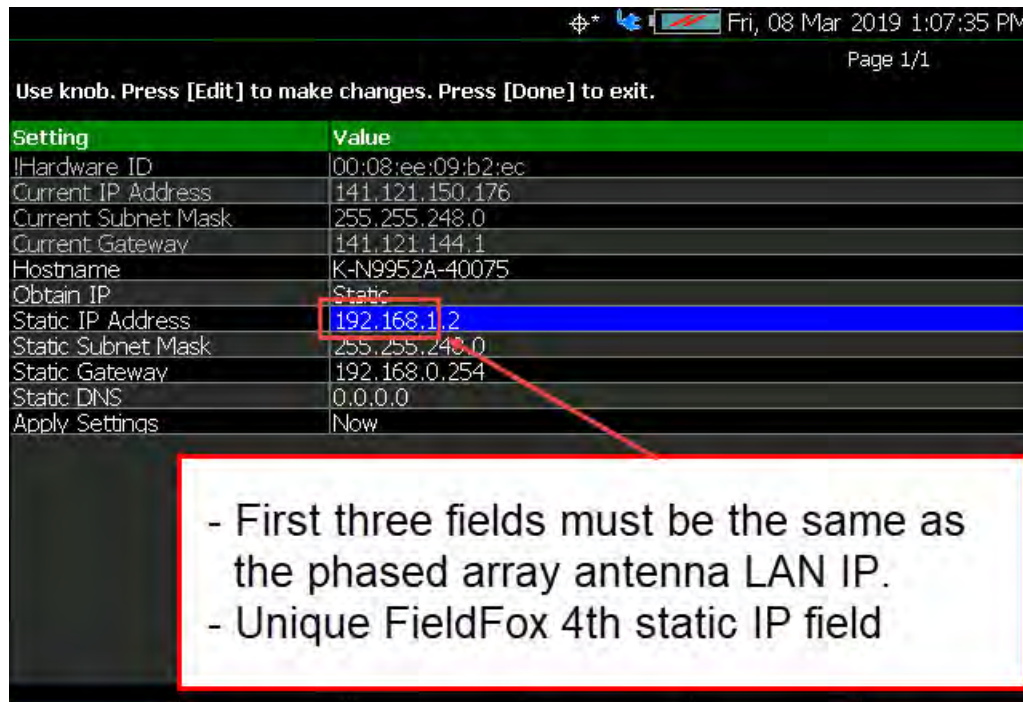 Fri, 08 Mar 2019 1:07:35 PM
Page 1/1
Use knob. Press [Edit] to make changes. Press [Done] to exit.
Setting Value
!Hardware ID 00:08:ee:09:b2:ec
Current IP Address 141.121.150.176
Current Subnet Mask 255.255.248.0
Current Gateway 141.121.144.1
Hostname K-N9952A-40075
Obtain IP Static
Static IP Address 192.168.1.2
Static Subnet Mask 255.255.248.0
Static Gateway 192.168.0.254
Static DNS 0.0.0.0
Apply Settings Now
- First three fields must be the same as
the phased array antenna LAN IP.
- Unique FieldFox 4th static IP field